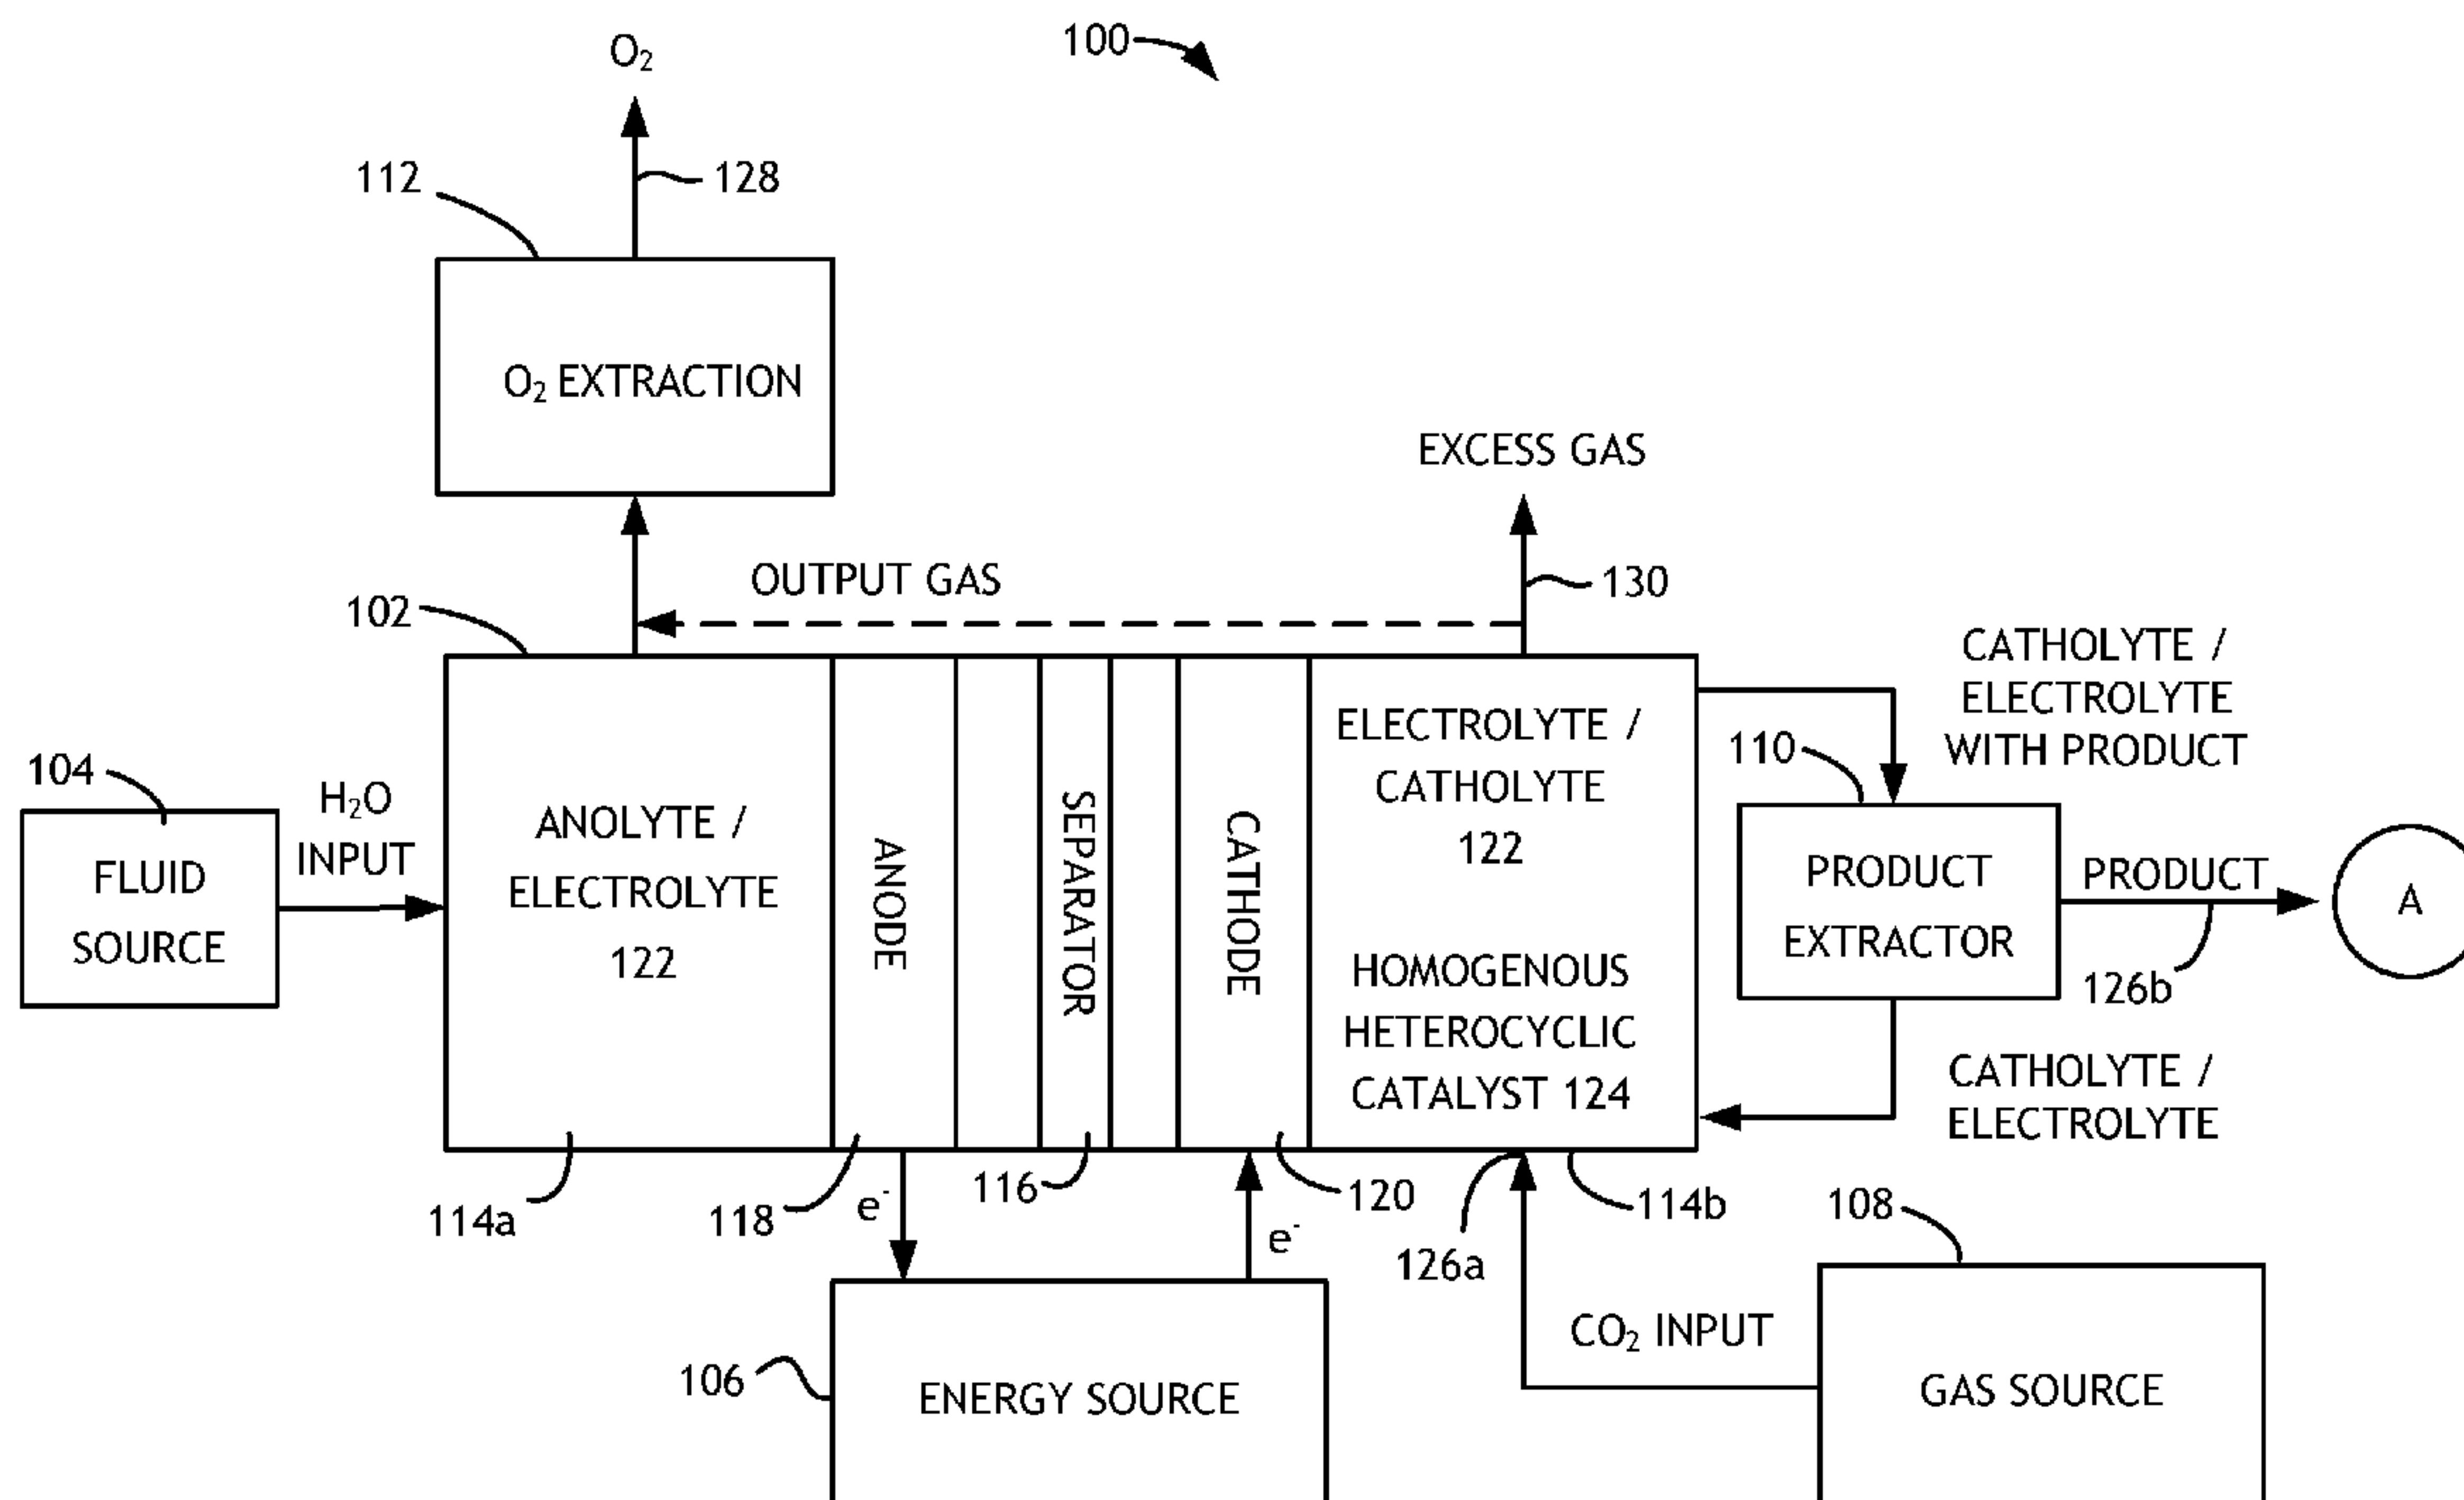 100
O₂
128
112
O₂ EXTRACTION
EXCESS GAS
130
OUTPUT GAS
102
CATHOLYTE /
ELECTROLYTE
WITH PRODUCT
104
H₂O
INPUT
FLUID
SOURCE
ANOLYTE /
ELECTROLYTE
122
ANODE
SEPARATOR
CATHODE
ELECTROLYTE /
CATHOLYTE
122
HOMOGENOUS
HETEROCYCLIC
CATALYST 124
110
PRODUCT
EXTRACTOR
PRODUCT
126b
A
CATHOLYTE /
ELECTROLYTE
114a
118
e⁻
116
e⁻
120
126a
114b
108
106
ENERGY SOURCE
CO₂ INPUT
GAS SOURCE